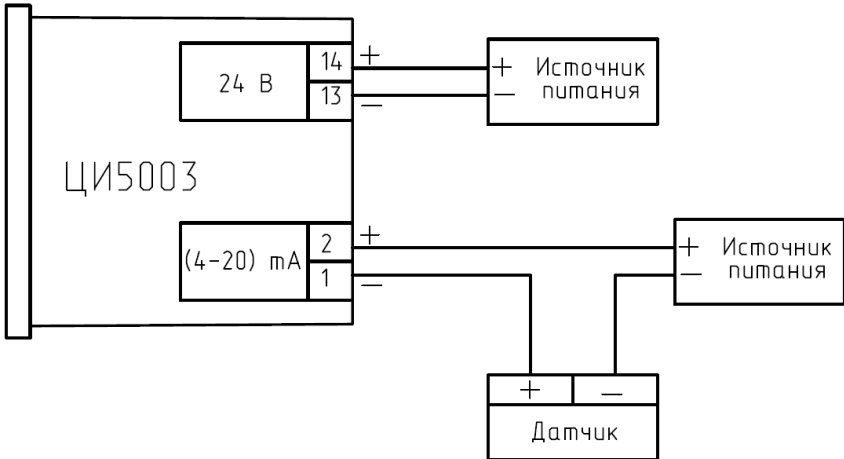 24 В
14 +
13 –
+ Источник
– питания
ЦИ5003
(4-20) mA
2 +
1 –
+ Источник
– питания
+ –
Датчик